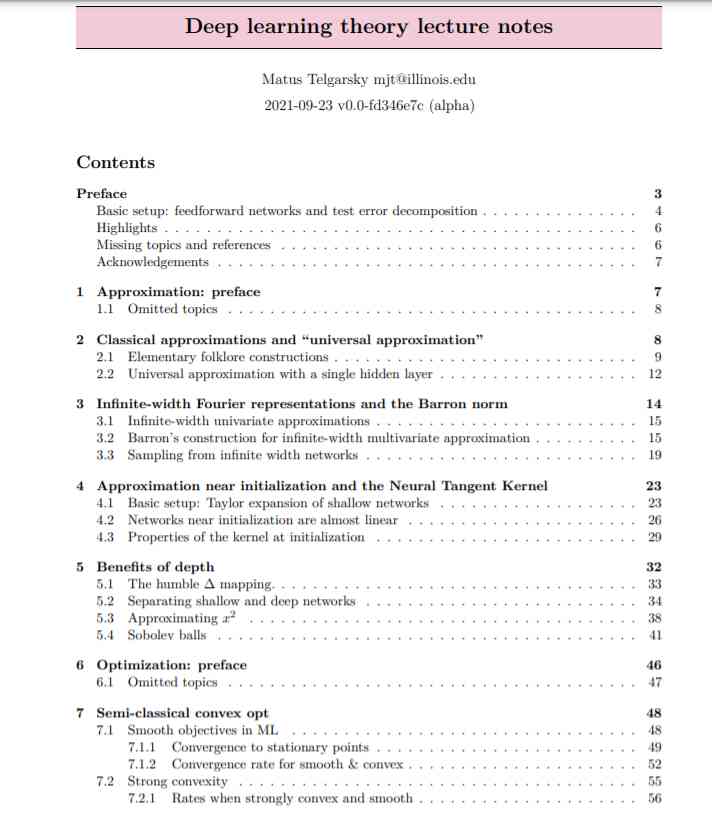 Deep learning theory lecture notes
Matus Telgarsky mjt@illinois.edu
2021-09-23 v0.0-fd346e7c (alpha)
Contents
Preface 3
Basic setup: feedforward networks and test error decomposition . . . . . . . . . . . . . . . 4
Highlights . . . . . . . . . . . . . . . . . . . . . . . . . . . . . . . . . . . . . 6
Missing topics and references . . . . . . . . . . . . . . . . . . . . . . . . . . . . 6
Acknowledgements . . . . . . . . . . . . . . . . . . . . . . . . . . . . . . . . . 7
1 Approximation: preface 7
1.1 Omitted topics . . . . . . . . . . . . . . . . . . . . . . . . . . . . . . . . 8
2 Classical approximations and “universal approximation” 8
2.1 Elementary folklore constructions . . . . . . . . . . . . . . . . . . . . . . . . 9
2.2 Universal approximation with a single hidden layer . . . . . . . . . . . . . . . . 12
3 Infinite-width Fourier representations and the Barron norm 14
3.1 Infinite-width univariate approximations . . . . . . . . . . . . . . . . . . . . . 15
3.2 Barron’s construction for infinite-width multivariate approximation . . . . . . . . . 15
3.3 Sampling from infinite width networks . . . . . . . . . . . . . . . . . . . . . . 19
4 Approximation near initialization and the Neural Tangent Kernel 23
4.1 Basic setup: Taylor expansion of shallow networks . . . . . . . . . . . . . . . . 23
4.2 Networks near initialization are almost linear . . . . . . . . . . . . . . . . . . . 26
4.3 Properties of the kernel at initialization . . . . . . . . . . . . . . . . . . . . . 29
5 Benefits of depth 32
5.1 The humble Δ mapping. . . . . . . . . . . . . . . . . . . . . . . . . . . . . 33
5.2 Separating shallow and deep networks . . . . . . . . . . . . . . . . . . . . . . 34
5.3 Approximating x² . . . . . . . . . . . . . . . . . . . . . . . . . . . . . . . 38
5.4 Sobolev balls . . . . . . . . . . . . . . . . . . . . . . . . . . . . . . . . . 41
6 Optimization: preface 46
6.1 Omitted topics . . . . . . . . . . . . . . . . . . . . . . . . . . . . . . . . 47
7 Semi-classical convex opt 48
7.1 Smooth objectives in ML . . . . . . . . . . . . . . . . . . . . . . . . . . . . 48
7.1.1 Convergence to stationary points . . . . . . . . . . . . . . . . . . . . . 49
7.1.2 Convergence rate for smooth & convex . . . . . . . . . . . . . . . . . . . 52
7.2 Strong convexity . . . . . . . . . . . . . . . . . . . . . . . . . . . . . . . 55
7.2.1 Rates when strongly convex and smooth . . . . . . . . . . . . . . . . . . 56